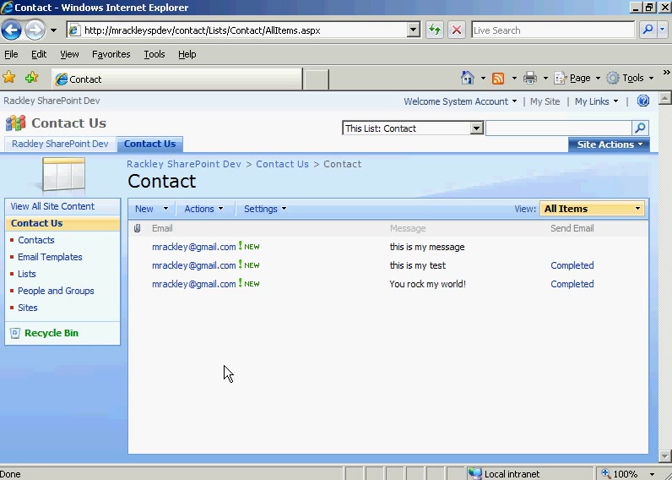 Contact - Windows Internet Explorer
http://mrackleyspdev/contact/Lists/Contact/AllItems.aspx
Live Search
File Edit View Favorites Tools Help
Contact
Page Tools
Rackley SharePoint Dev
Welcome System Account My Site My Links
Contact Us
This List: Contact
Rackley SharePoint Dev Contact Us
Site Actions
Rackley SharePoint Dev > Contact Us > Contact
Contact
View All Site Content
Contact Us
Contacts
Email Templates
Lists
People and Groups
Sites
Recycle Bin
New Actions Settings View: All Items
Email Message Send Email
mrackley@gmail.com ! NEW this is my message
mrackley@gmail.com ! NEW this is my test Completed
mrackley@gmail.com ! NEW You rock my world! Completed
Done Local intranet 100%